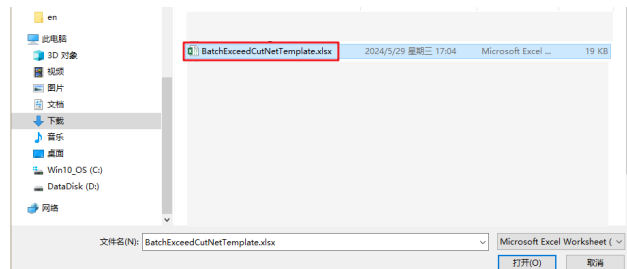 en
此电脑
3D 对象
BatchExceedCutNetTemplate.xlsx 2024/5/29 星期三 17:04 Microsoft Excel ... 19 KB
视频
图片
文档
下载
音乐
桌面
Win10_OS (C:)
DataDisk (D:)
网络
文件名(N): BatchExceedCutNetTemplate.xlsx Microsoft Excel Worksheet (
打开(O) 取消